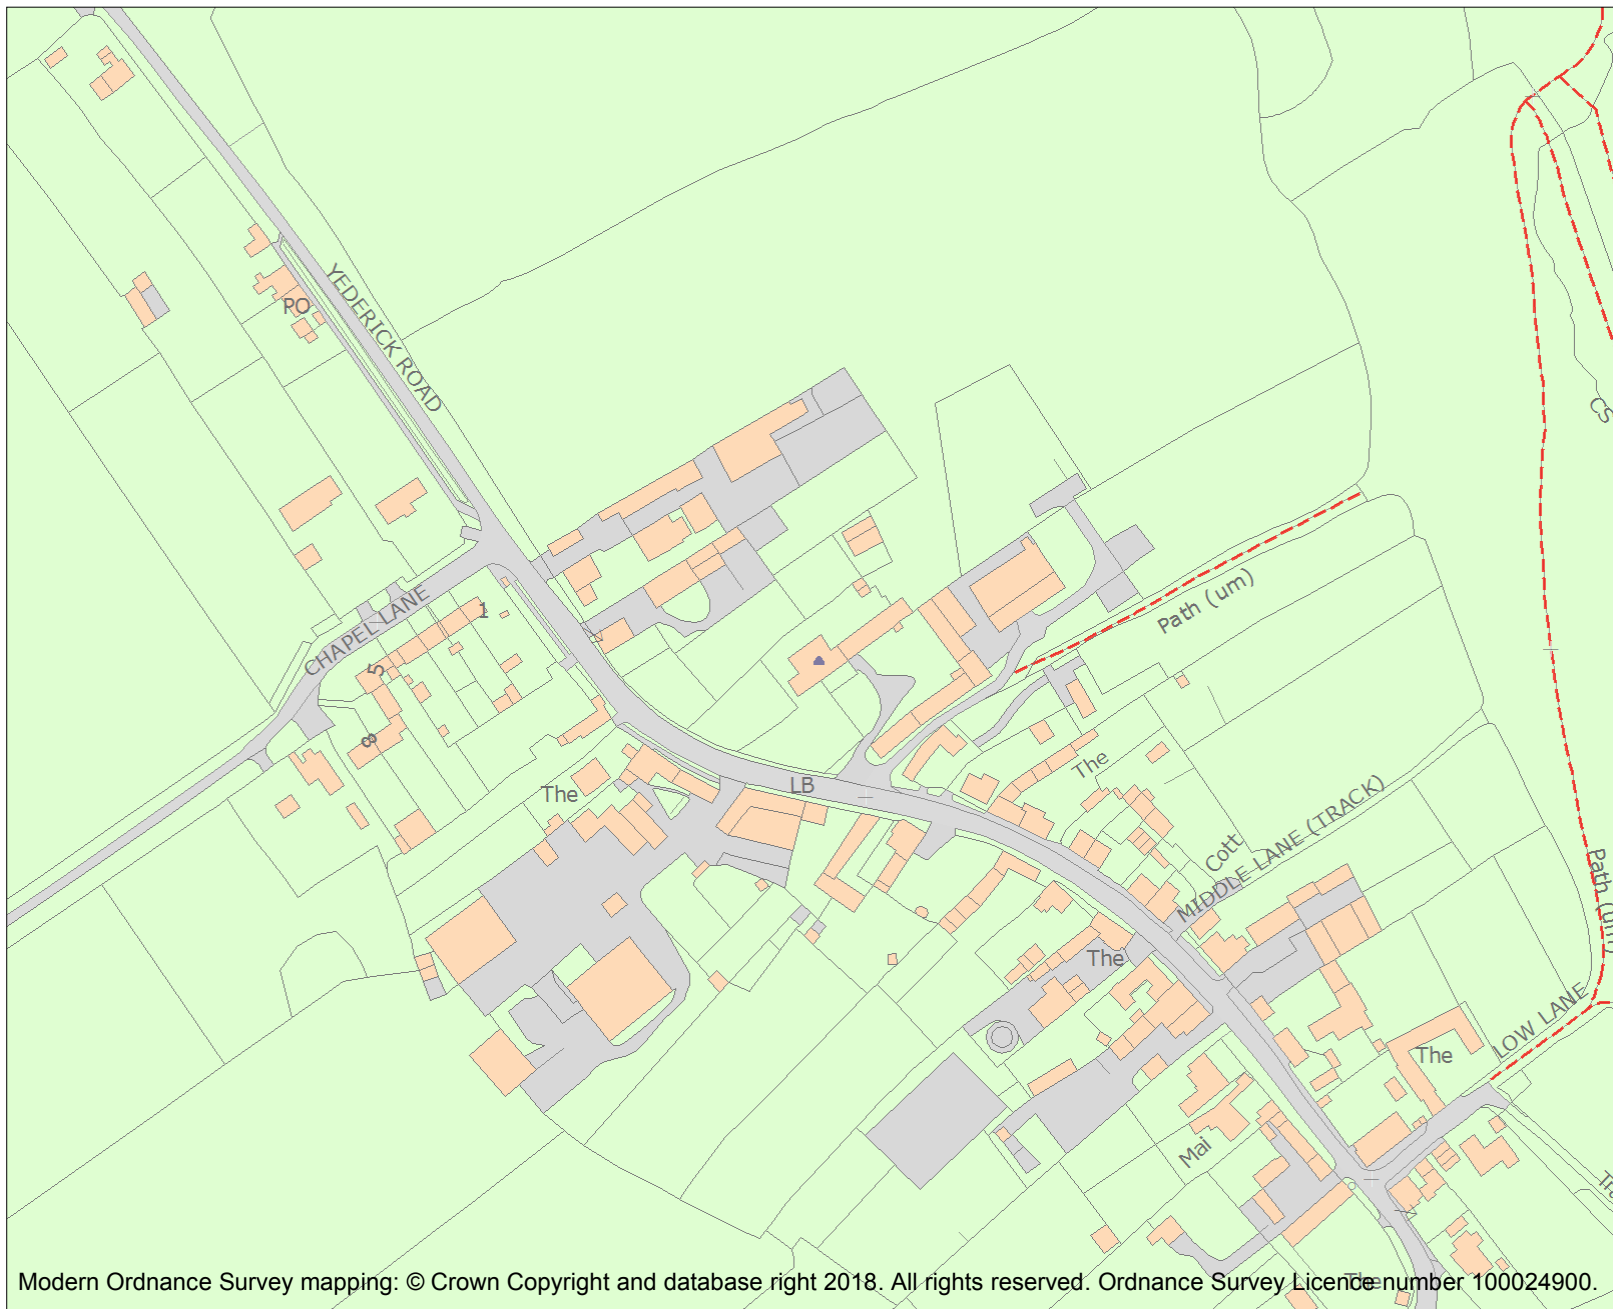 PO
YEDERICK ROAD
CS
CHAPEL LANE
1
5
8
Path (um)
The
LB
The
Cott
MIDDLE LANE (TRACK)
Path (um)
The
The
LOW LANE
Mai
The
Modern Ordnance Survey mapping: © Crown Copyright and database right 2018. All rights reserved. Ordnance Survey Licence number 100024900.